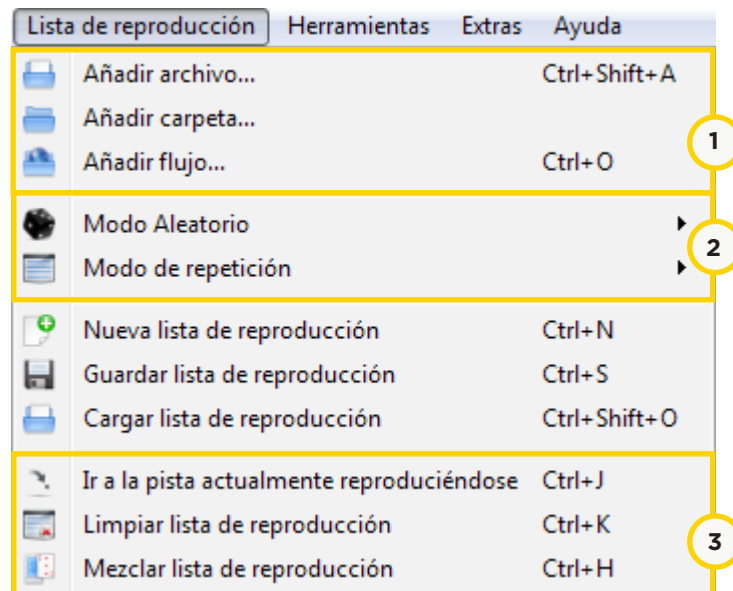 Lista de reproducción Herramientas Extras Ayuda
Añadir archivo... Ctrl+Shift+A
Añadir carpeta...
1
Añadir flujo... Ctrl+O
Modo Aleatorio
2
Modo de repetición
Nueva lista de reproducción Ctrl+N
Guardar lista de reproducción Ctrl+S
Cargar lista de reproducción Ctrl+Shift+O
Ir a la pista actualmente reproduciéndose Ctrl+J
Limpiar lista de reproducción Ctrl+K
3
Mezclar lista de reproducción Ctrl+H